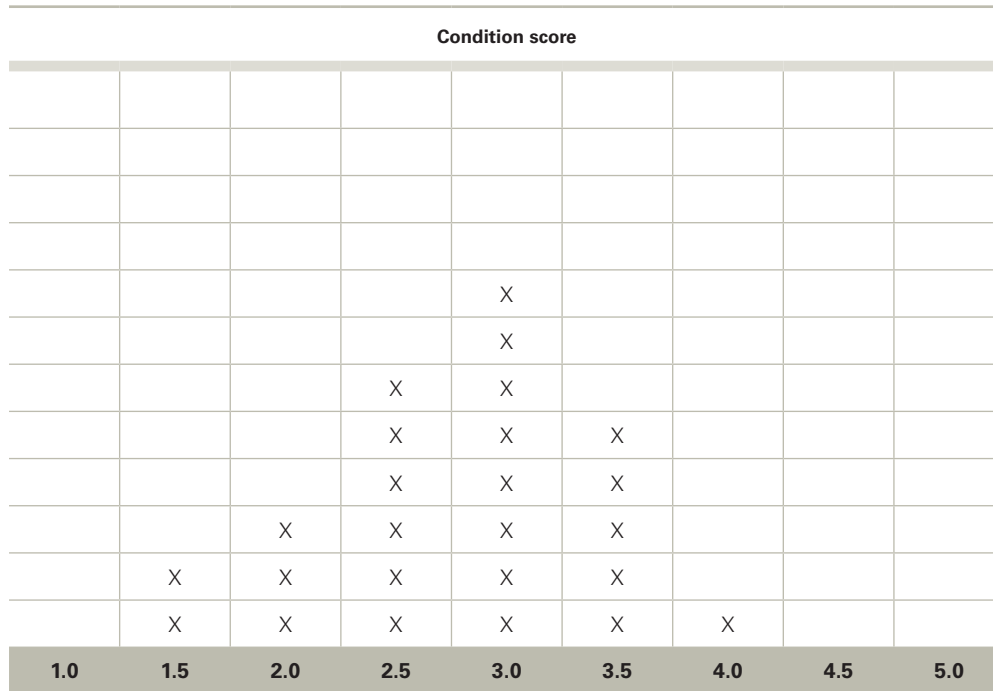 Condition score
X
X
X X
X X X
X X X
X X X X
X X X X X
X X X X X X
1.0 1.5 2.0 2.5 3.0 3.5 4.0 4.5 5.0